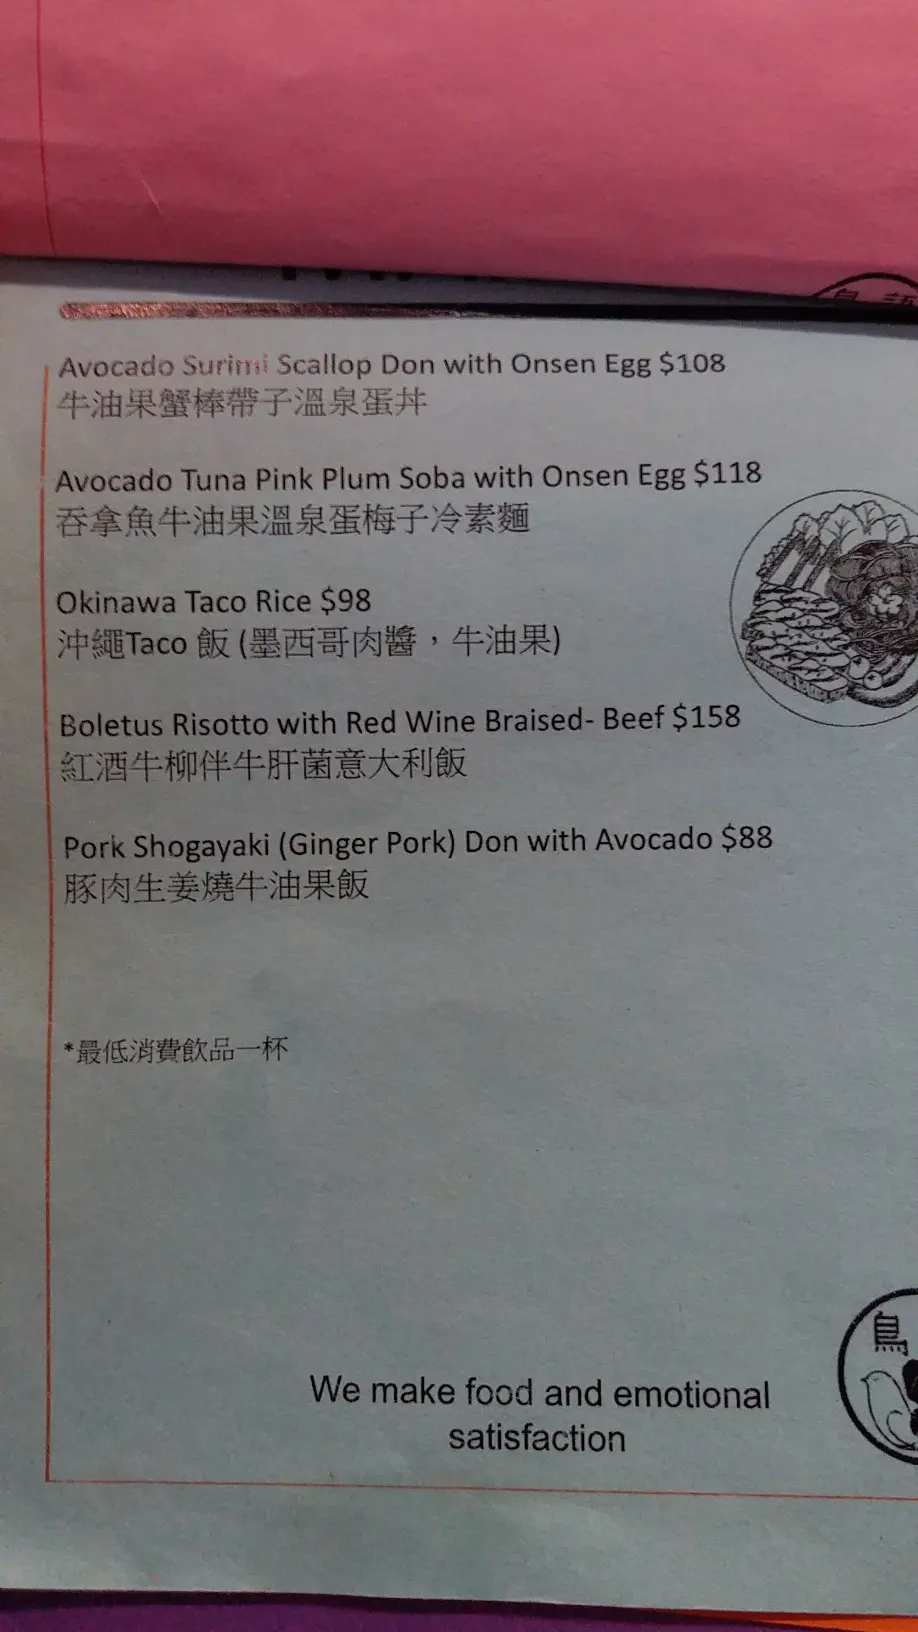 Avocado Surimi Scallop Don with Onsen Egg $108
牛油果蟹棒帶子溫泉蛋丼
Avocado Tuna Pink Plum Soba with Onsen Egg $118
吞拿魚牛油果溫泉蛋梅子冷素麵
Okinawa Taco Rice $98
沖繩Taco 飯 (墨西哥肉醬，牛油果)
Boletus Risotto with Red Wine Braised- Beef $158
紅酒牛柳伴牛肝菌意大利飯
Pork Shogayaki (Ginger Pork) Don with Avocado $88
豚肉生姜燒牛油果飯
*最低消費飲品一杯
鳥
We make food and emotional
satisfaction